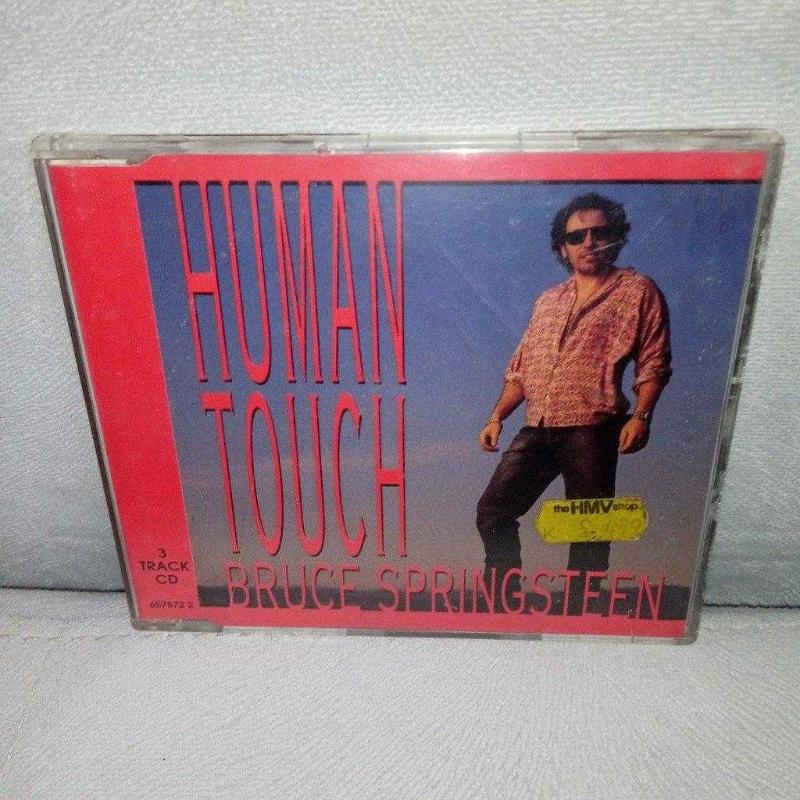 HUMAN
TOUCH
BRUCE SPRINGSTEEN
3
TRACK
CD
657872 2
the HMV shop
K